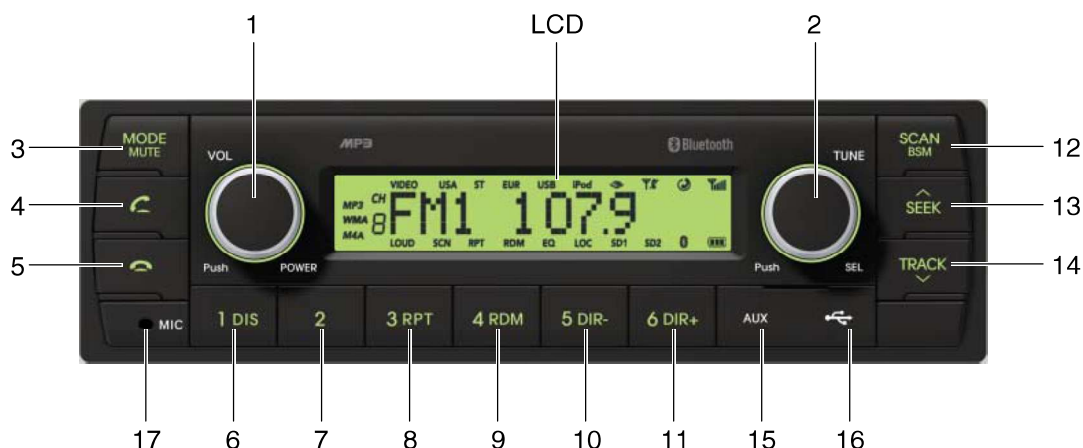 1 LCD 2
3 MODE MUTE VOL MP3 Bluetooth TUNE SCAN BSM 12
VIDEO USA ST EUR USB iPod
4 MP3 WMA M4A CH 8 FM1 107.9 SEEK 13
LOUD SCN RPT RDM EQ LOC SD1 SD2
5 Push POWER Push SEL TRACK 14
MIC 1 DIS 2 3 RPT 4 RDM 5 DIR- 6 DIR+ AUX
17 6 7 8 9 10 11 15 16